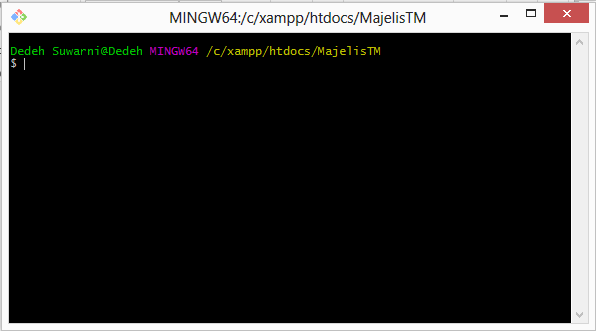 MINGW64:/c/xampp/htdocs/MajelisTM
Dedeh Suwarni@Dedeh MINGW64 /c/xampp/htdocs/MajelisTM
$